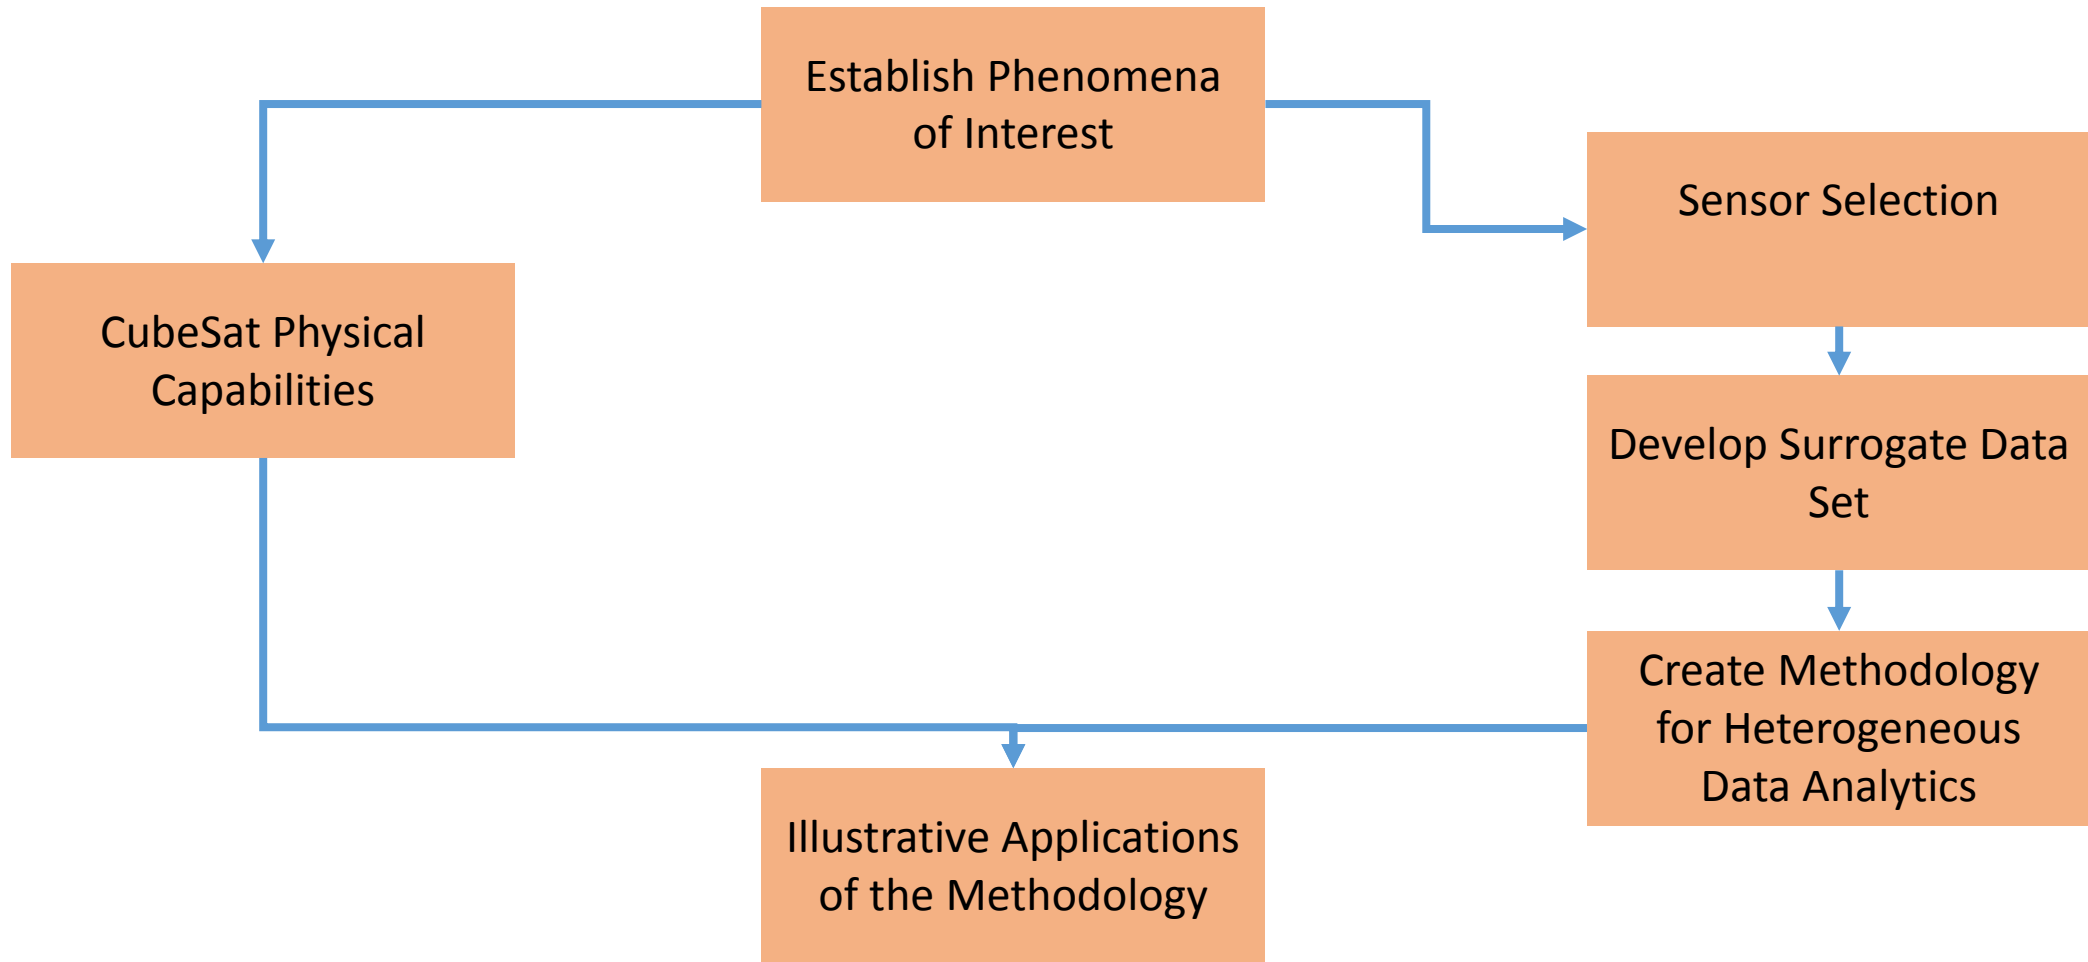 Establish Phenomena
of Interest
Sensor Selection
CubeSat Physical
Capabilities
Develop Surrogate Data
Set
Create Methodology
for Heterogeneous
Data Analytics
Illustrative Applications
of the Methodology